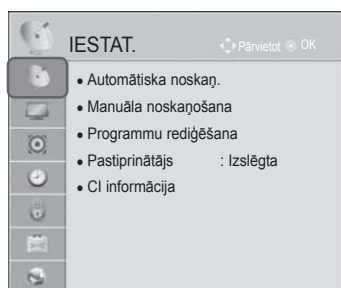 IESTAT. Pārvietot OK
• Automātiska noskaņ.
• Manuāla noskaņošana
• Programmu rediģēšana
• Pastiprinātājs : Izslēgta
• CI informācija